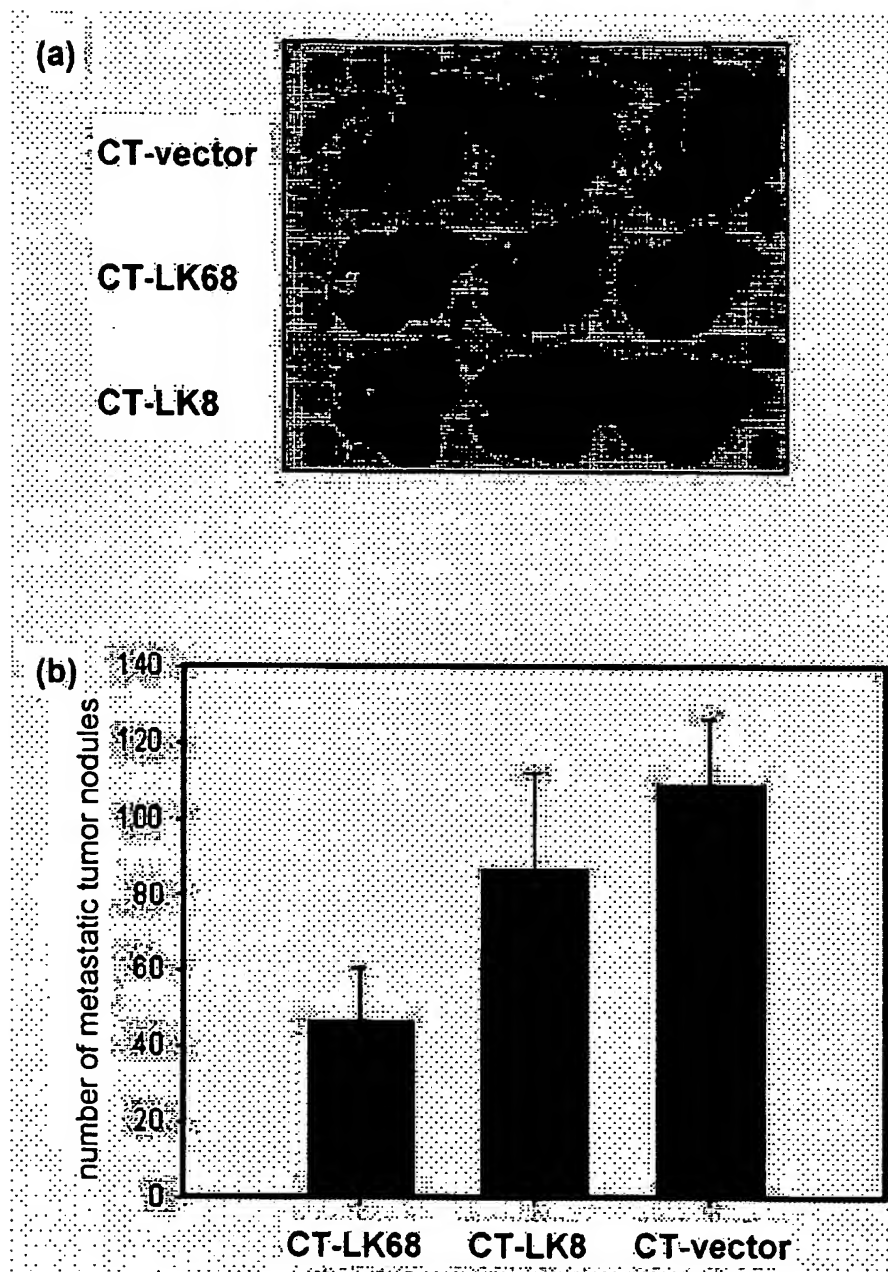 (a)
CT-vector
CT-LK68
CT-LK8
(b)
number of metastatic tumor nodules
140
120
100
80
60
40
20
0
CT-LK68 CT-LK8 CT-vector